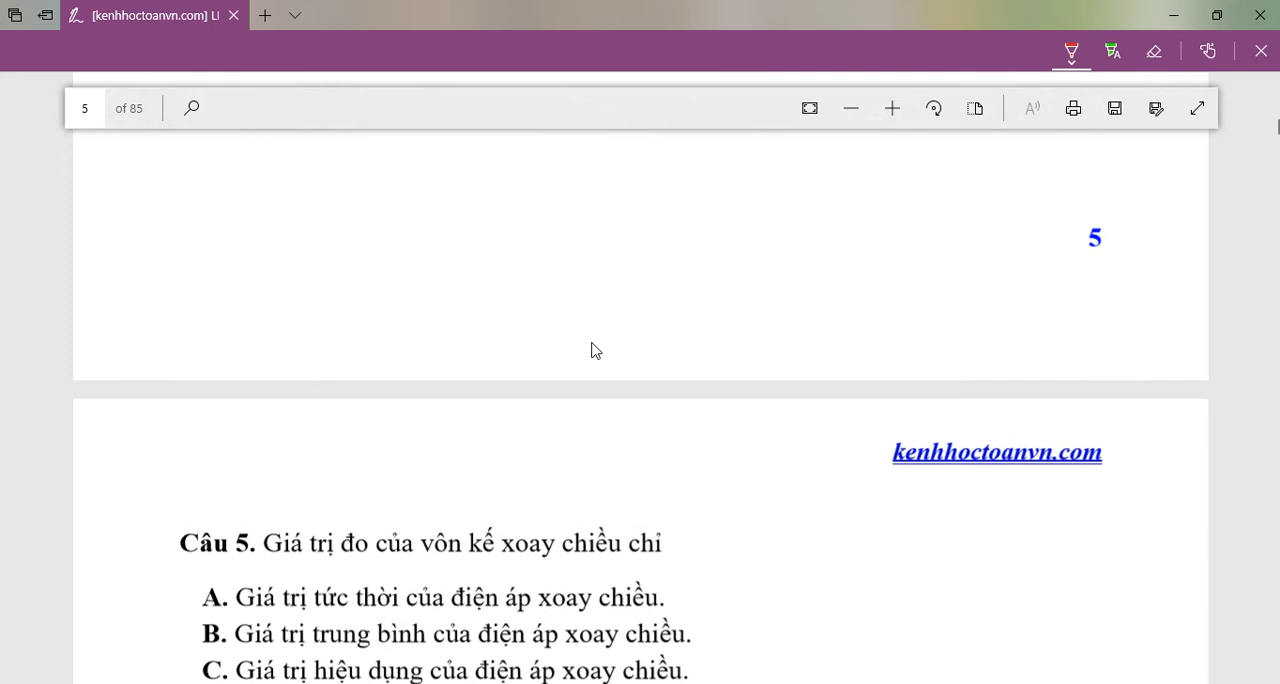 [kenhhoctoanvn.com] LI
5 of 85
5
kenhhoctoanvn.com
Câu 5. Giá trị đo của vôn kế xoay chiều chỉ
A. Giá trị tức thời của điện áp xoay chiều.
B. Giá trị trung bình của điện áp xoay chiều.
C. Giá trị hiệu dụng của điện áp xoay chiều.